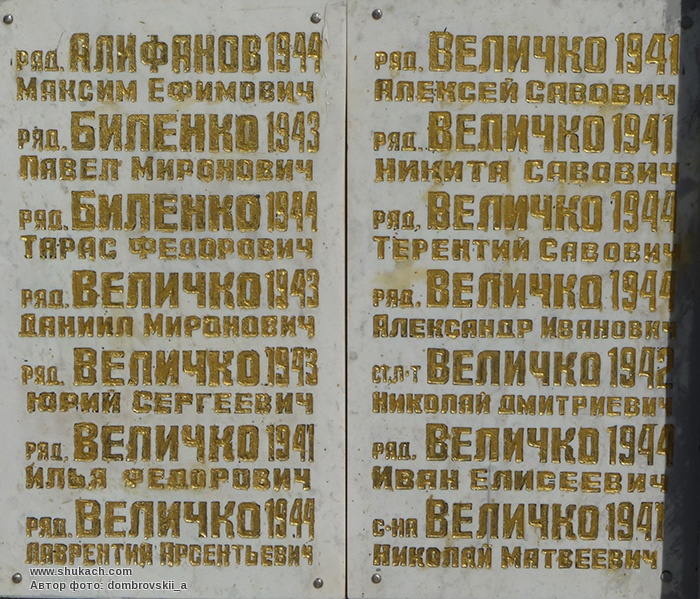 ряд. АЛИФАНОВ 1944
МАКСИМ ЕФИМОВИЧ
ряд. БИЛЕНКО 1943
ПАВЕЛ МИРОНОВИЧ
ряд. БИЛЕНКО 1944
ТАРАС ФЕДОРОВИЧ
ряд. ВЕЛИЧКО 1943
ДАНИИЛ МИРОНОВИЧ
ряд. ВЕЛИЧКО 1943
ЮРИЙ СЕРГЕЕВИЧ
ряд. ВЕЛИЧКО 1941
ИЛЬЯ ФЕДОРОВИЧ
ряд. ВЕЛИЧКО 1944
ЛАВРЕНТИЙ АРСЕНТЬЕВИЧ
ряд. ВЕЛИЧКО 1941
АЛЕКСЕЙ САВОВИЧ
ряд. ВЕЛИЧКО 1941
НИКИТА САВОВИЧ
ряд. ВЕЛИЧКО 1944
ТЕРЕНТИЙ САВОВИЧ
ряд. ВЕЛИЧКО 1944
АЛЕКСАНДР ИВАНОВИЧ
ст.л-т ВЕЛИЧКО 1942
НИКОЛАЙ ДМИТРИЕВИЧ
ряд. ВЕЛИЧКО 1944
ИВАН ЕЛИСЕЕВИЧ
с-на ВЕЛИЧКО 1941
НИКОЛАЙ МАТВЕЕВИЧ
www.shukach.com
Автор фото: dombrovskii_a